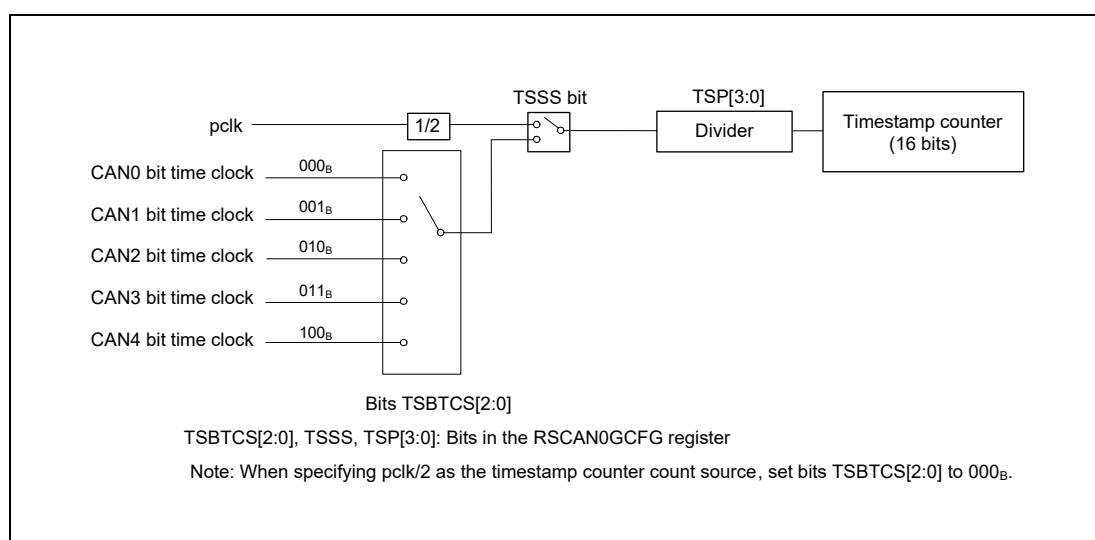 TSSS bit
TSP[3:0]
pclk
1/2
Divider
Timestamp counter
(16 bits)
CAN0 bit time clock
000B
CAN1 bit time clock
001B
CAN2 bit time clock
010B
CAN3 bit time clock
011B
CAN4 bit time clock
100B
Bits TSBTCS[2:0]
TSBTCS[2:0], TSSS, TSP[3:0]: Bits in the RSCAN0GCFG register
Note: When specifying pclk/2 as the timestamp counter count source, set bits TSBTCS[2:0] to 000B.